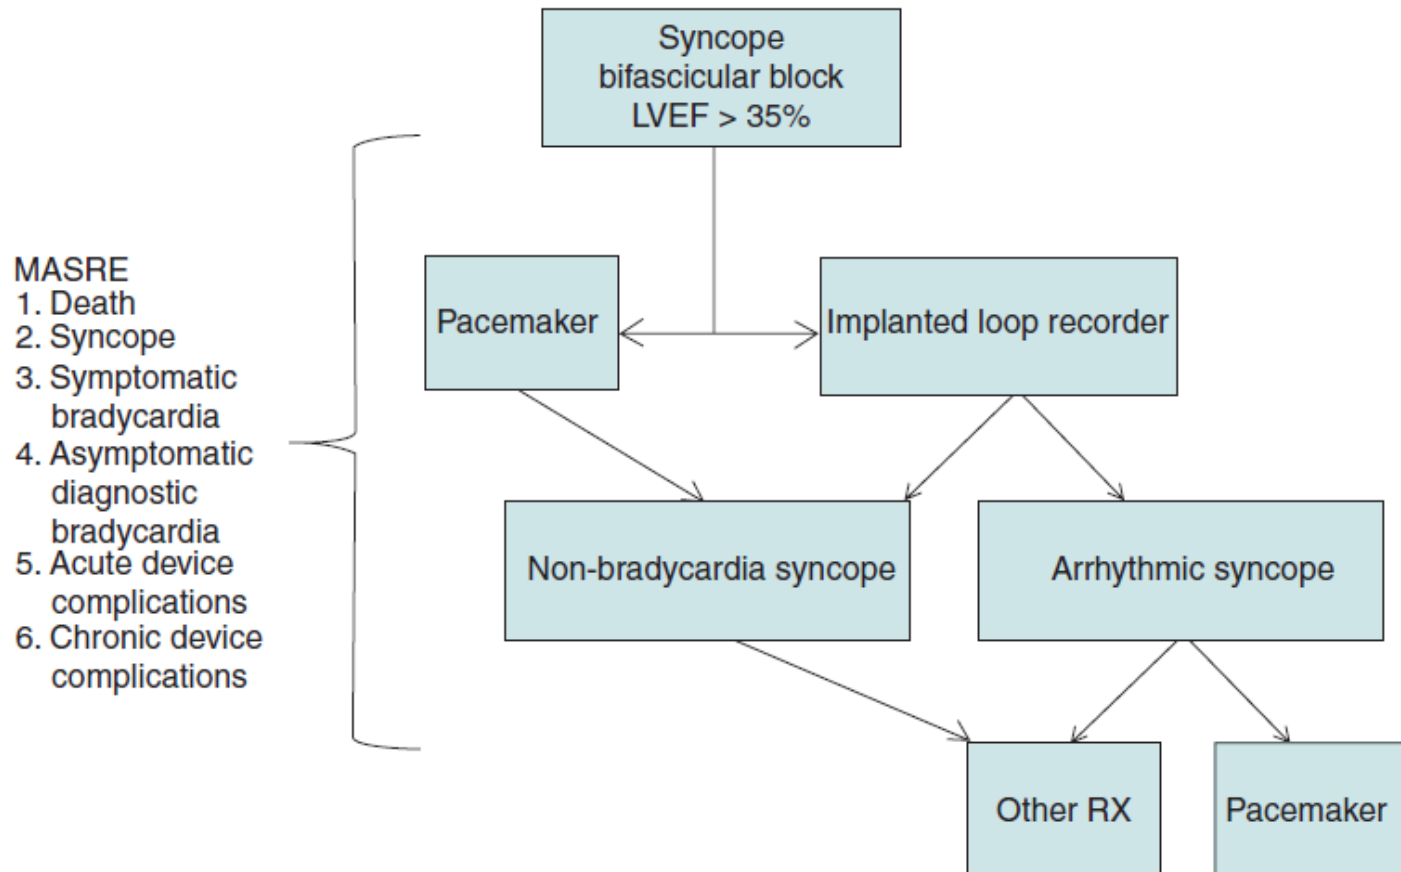 Syncope
bifascicular block
LVEF > 35%
MASRE
1. Death
2. Syncope
3. Symptomatic
bradycardia
4. Asymptomatic
diagnostic
bradycardia
5. Acute device
complications
6. Chronic device
complications
Pacemaker
Implanted loop recorder
Non-bradycardia syncope
Arrhythmic syncope
Other RX
Pacemaker